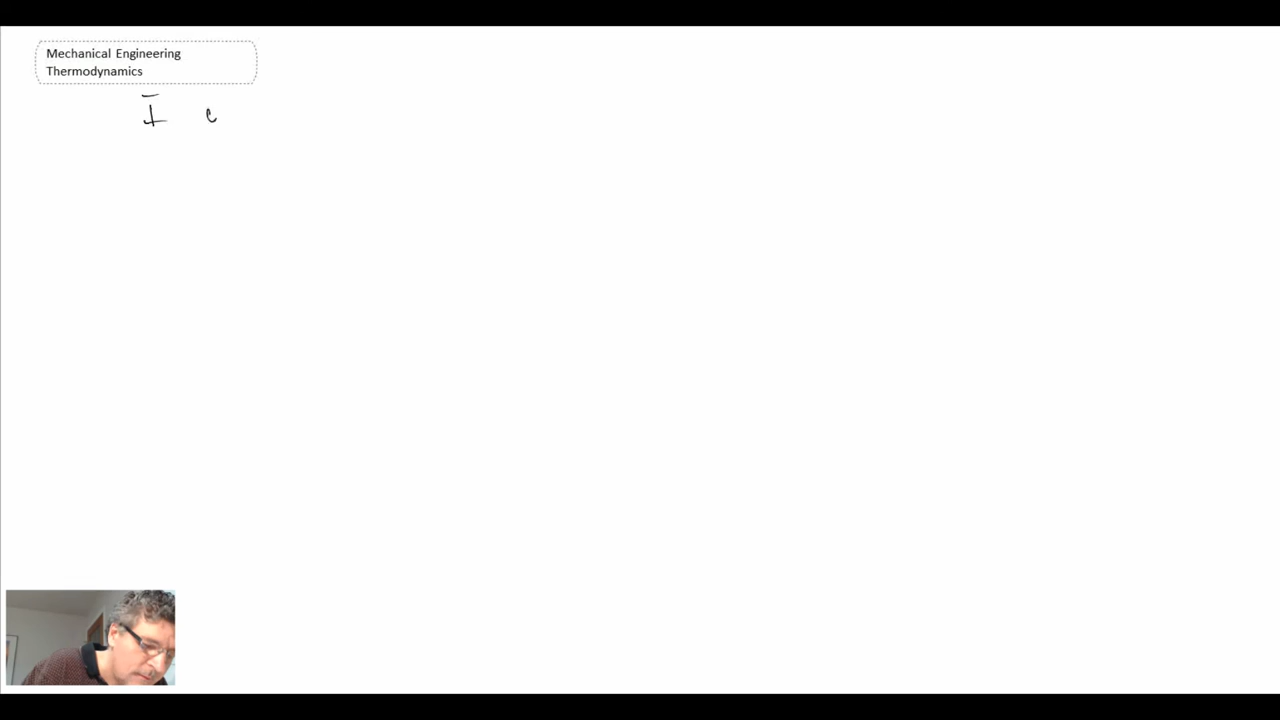 Mechanical Engineering
Thermodynamics
I c